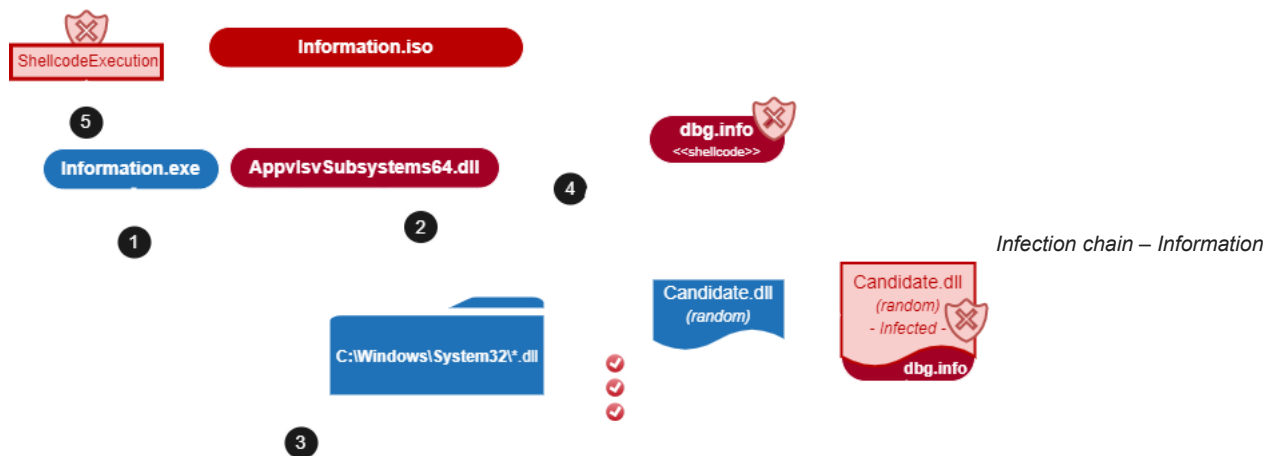 Information.iso
ShellcodeExecution
5
dbg.info
<<shellcode>>
Information.exe
AppvIsvSubsystems64.dll
4
2
1
Infection chain – Information
Candidate.dll
(random)
Candidate.dll
(random)
- Infected -
dbg.info
C:\Windows\System32\*.dll
3